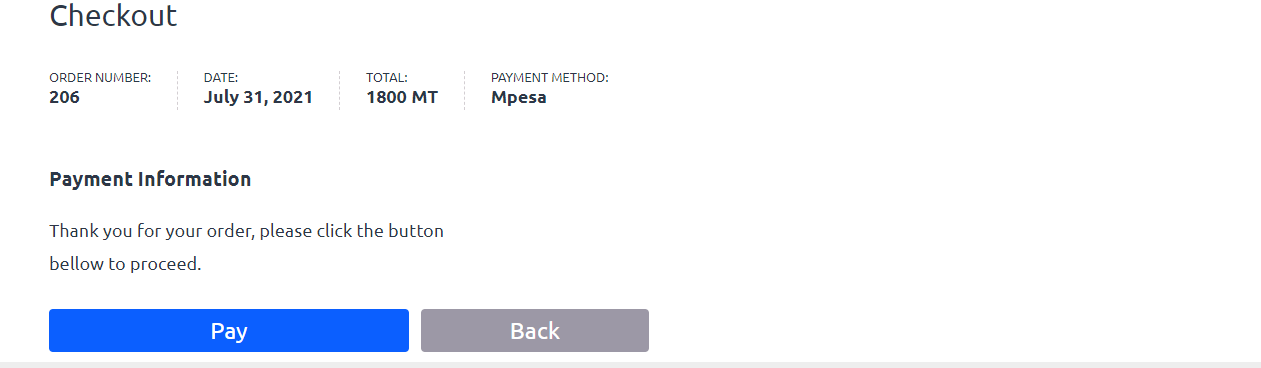 Checkout
ORDER NUMBER:
206
DATE:
July 31, 2021
TOTAL:
1800 MT
PAYMENT METHOD:
Mpesa
Payment Information
Thank you for your order, please click the button
bellow to proceed.
Pay
Back